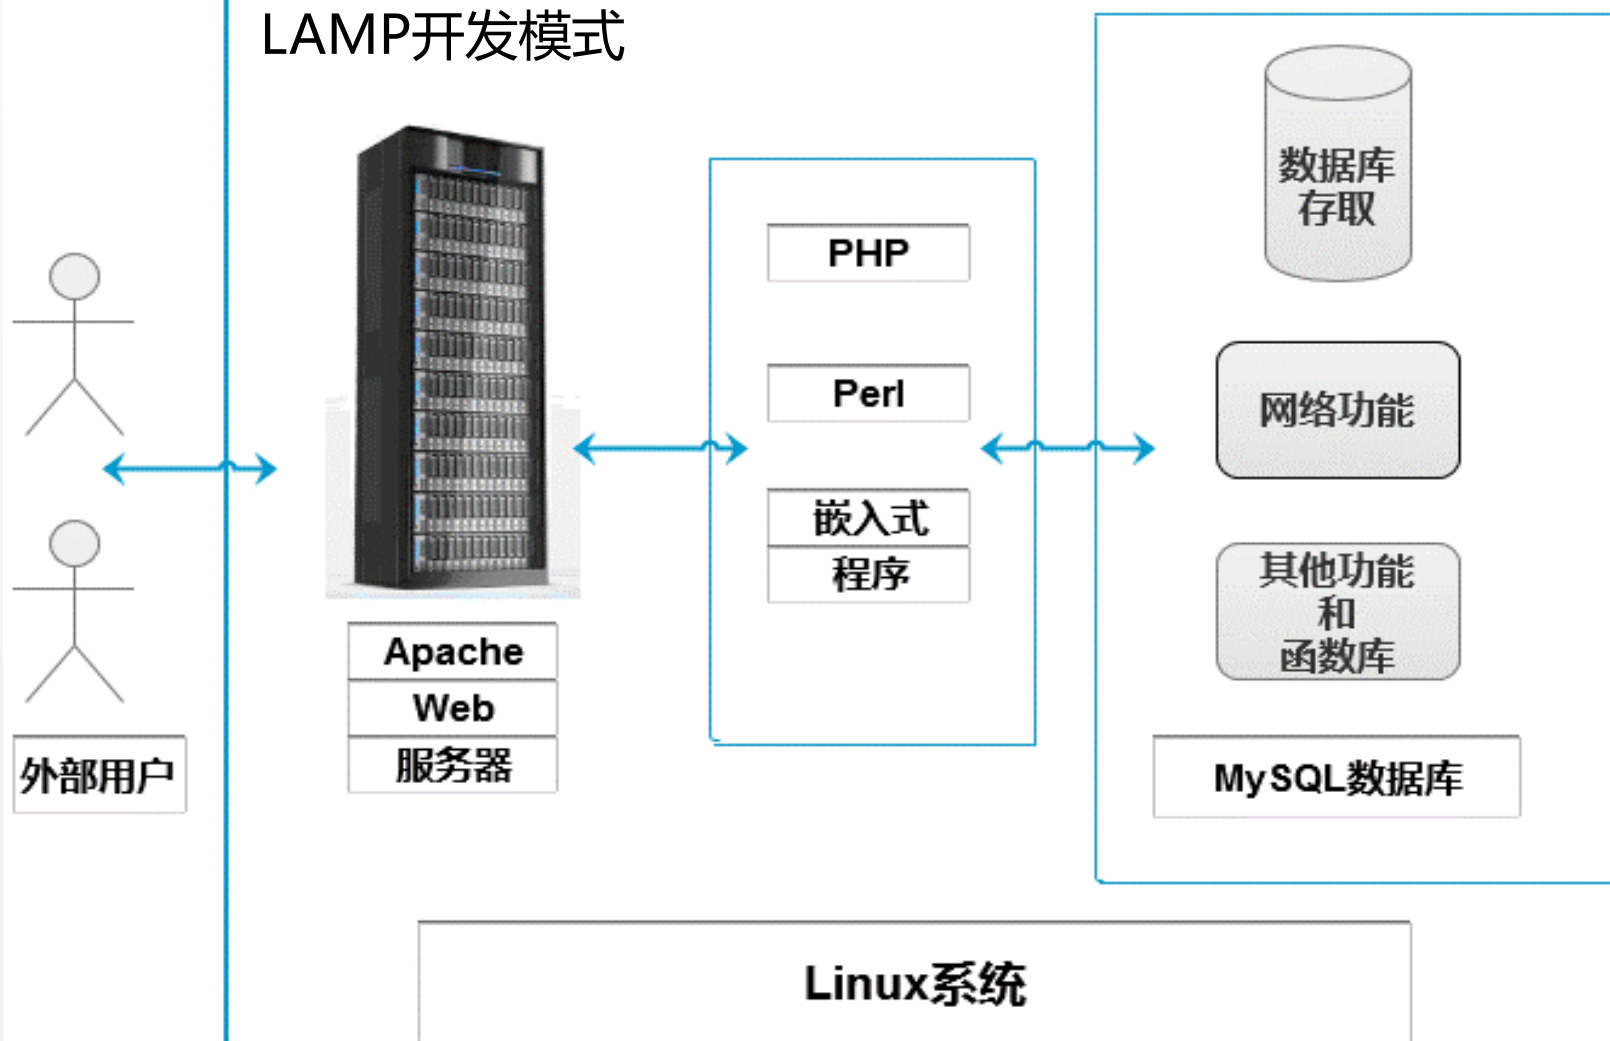 LAMP开发模式
外部用户
Apache
Web
服务器
PHP
Perl
嵌入式
程序
数据库
存取
网络功能
其他功能
和
函数库
MySQL数据库
Linux系统